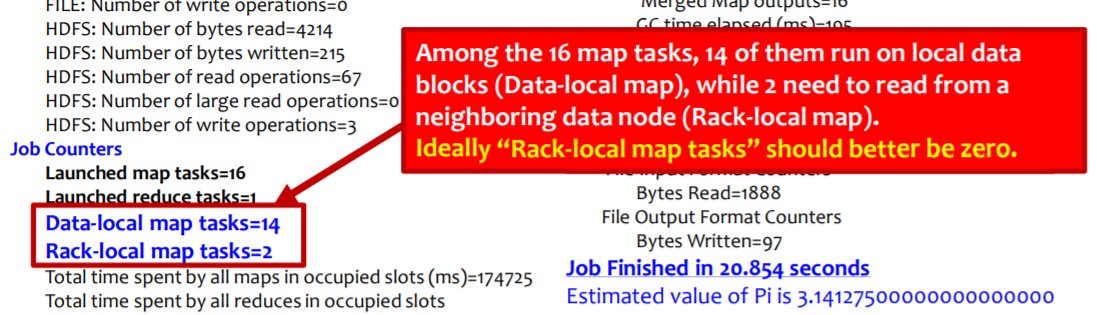 FILE: Number of write operations=0
HDFS: Number of bytes read=4214
HDFS: Number of bytes written=215
HDFS: Number of read operations=67
HDFS: Number of large read operations=0
HDFS: Number of write operations=3
Job Counters
Launched map tasks=16
Launched reduce tasks=1
Data-local map tasks=14
Rack-local map tasks=2
Total time spent by all maps in occupied slots (ms)=174725
Total time spent by all reduces in occupied slots
Merged Map outputs=16
GC time elapsed (ms)=195
Among the 16 map tasks, 14 of them run on local data
blocks (Data-local map), while 2 need to read from a
neighboring data node (Rack-local map).
Ideally “Rack-local map tasks” should better be zero.
File Input Format Counters
Bytes Read=1888
File Output Format Counters
Bytes Written=97
Job Finished in 20.854 seconds
Estimated value of Pi is 3.14127500000000000000